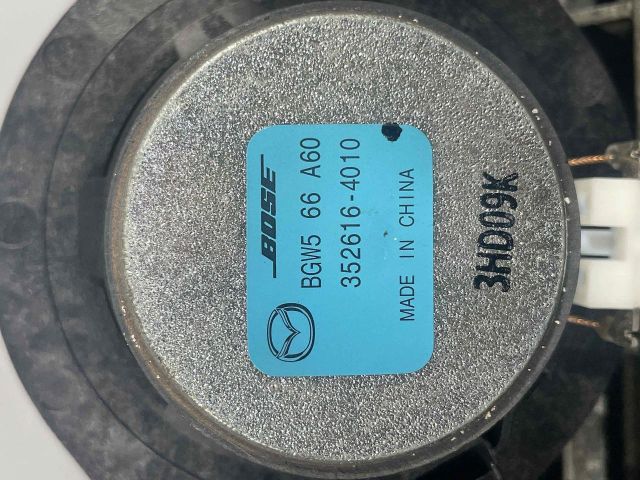 BOSE
BGW5 66 A60
352616-4010
MADE IN CHINA
3HD09K